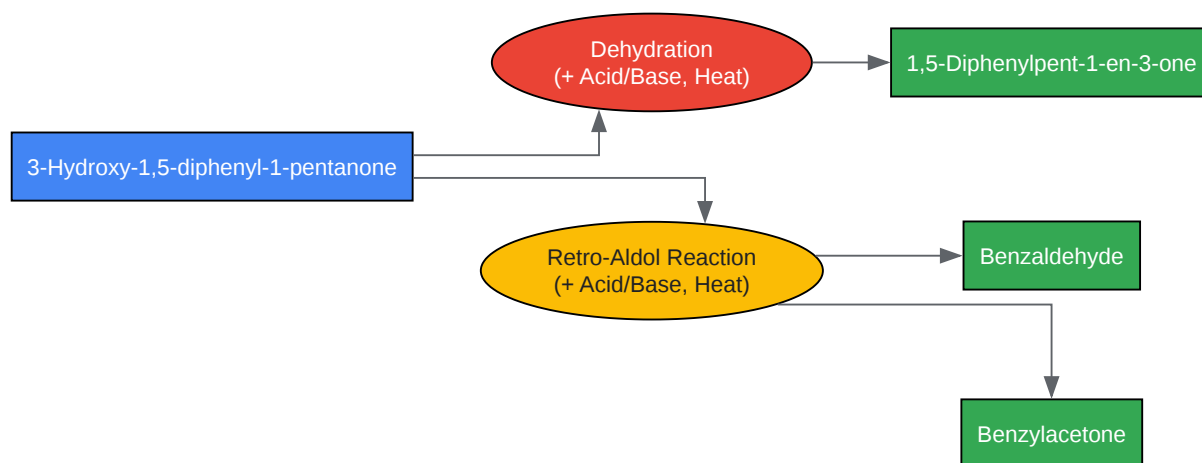 Dehydration
(+ Acid/Base, Heat)
1,5-Diphenylpent-1-en-3-one
3-Hydroxy-1,5-diphenyl-1-pentanone
Retro-Aldol Reaction
(+ Acid/Base, Heat)
Benzaldehyde
Benzylacetone